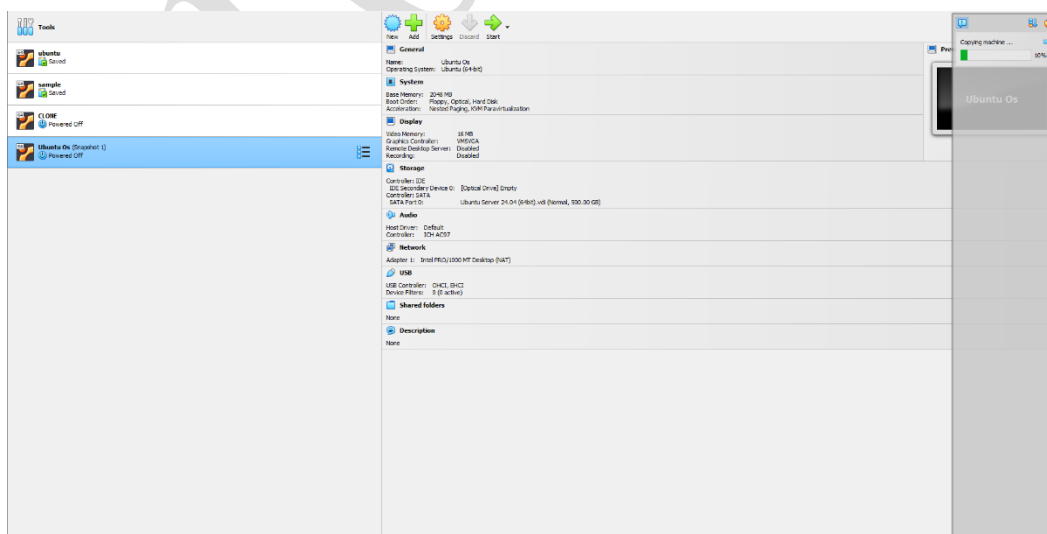 Tools
ubuntu
Saved
sample
Saved
CLONE
Powered Off
Ubuntu Os (Snapshot 1)
Powered Off
New Add Settings Discard Start
General
Name: Ubuntu Os
Operating System: Ubuntu (64-bit)
System
Base Memory: 2048 MB
Boot Order: Floppy, Optical, Hard Disk
Acceleration: Nested Paging, KVM Paravirtualization
Display
Video Memory: 16 MB
Graphics Controller: VMSVGA
Remote Desktop Server: Disabled
Recording: Disabled
Storage
Controller: IDE
IDE Secondary Device 0: [Optical Drive] Empty
Controller: SATA
SATA Port 0: Ubuntu Server 24.04 (64bit).vdi (Normal, 500.00 GB)
Audio
Host Driver: Default
Controller: ICH AC97
Network
Adapter 1: Intel PRO/1000 MT Desktop (NAT)
USB
USB Controller: OHCI, EHCI
Device Filters: 0 (0 active)
Shared folders
None
Description
None
Pre
Copying machine ...
10%
Ubuntu Os